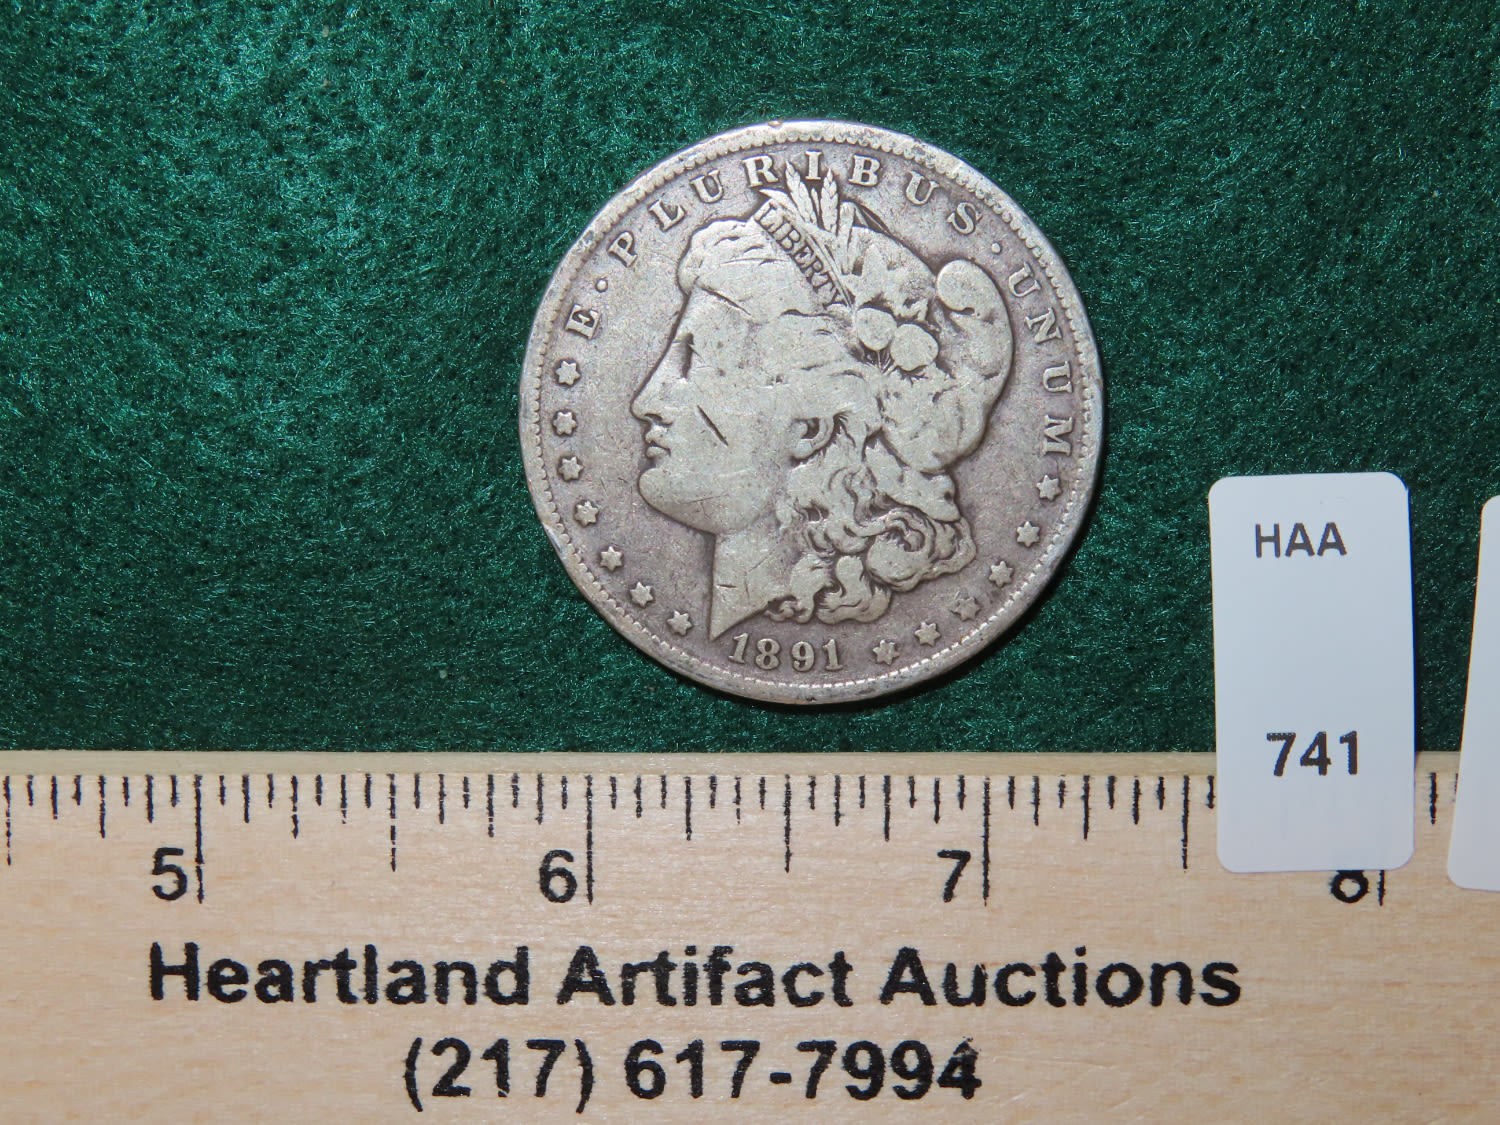 E · PLURIBUS · UNUM
LIBERTY
1891
HAA
741
5 6 7 8
Heartland Artifact Auctions
(217) 617-7994